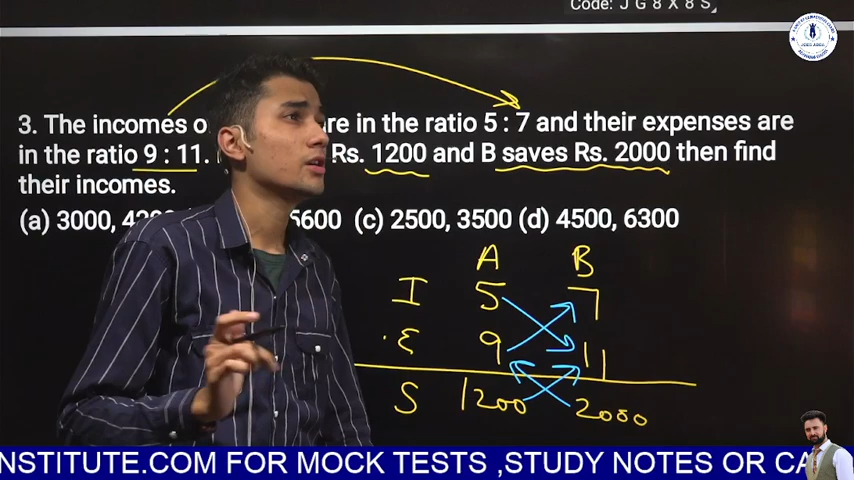 Code: J G 8 X 8 S
3. The incomes o are in the ratio 5 : 7 and their expenses are
in the ratio 9 : 11. Rs. 1200 and B saves Rs. 2000 then find
their incomes.
(a) 3000, 4200 5600 (c) 2500, 3500 (d) 4500, 6300
A B
I 5 7
E 9 11
S 1200 2000
NSTITUTE.COM FOR MOCK TESTS ,STUDY NOTES OR CA